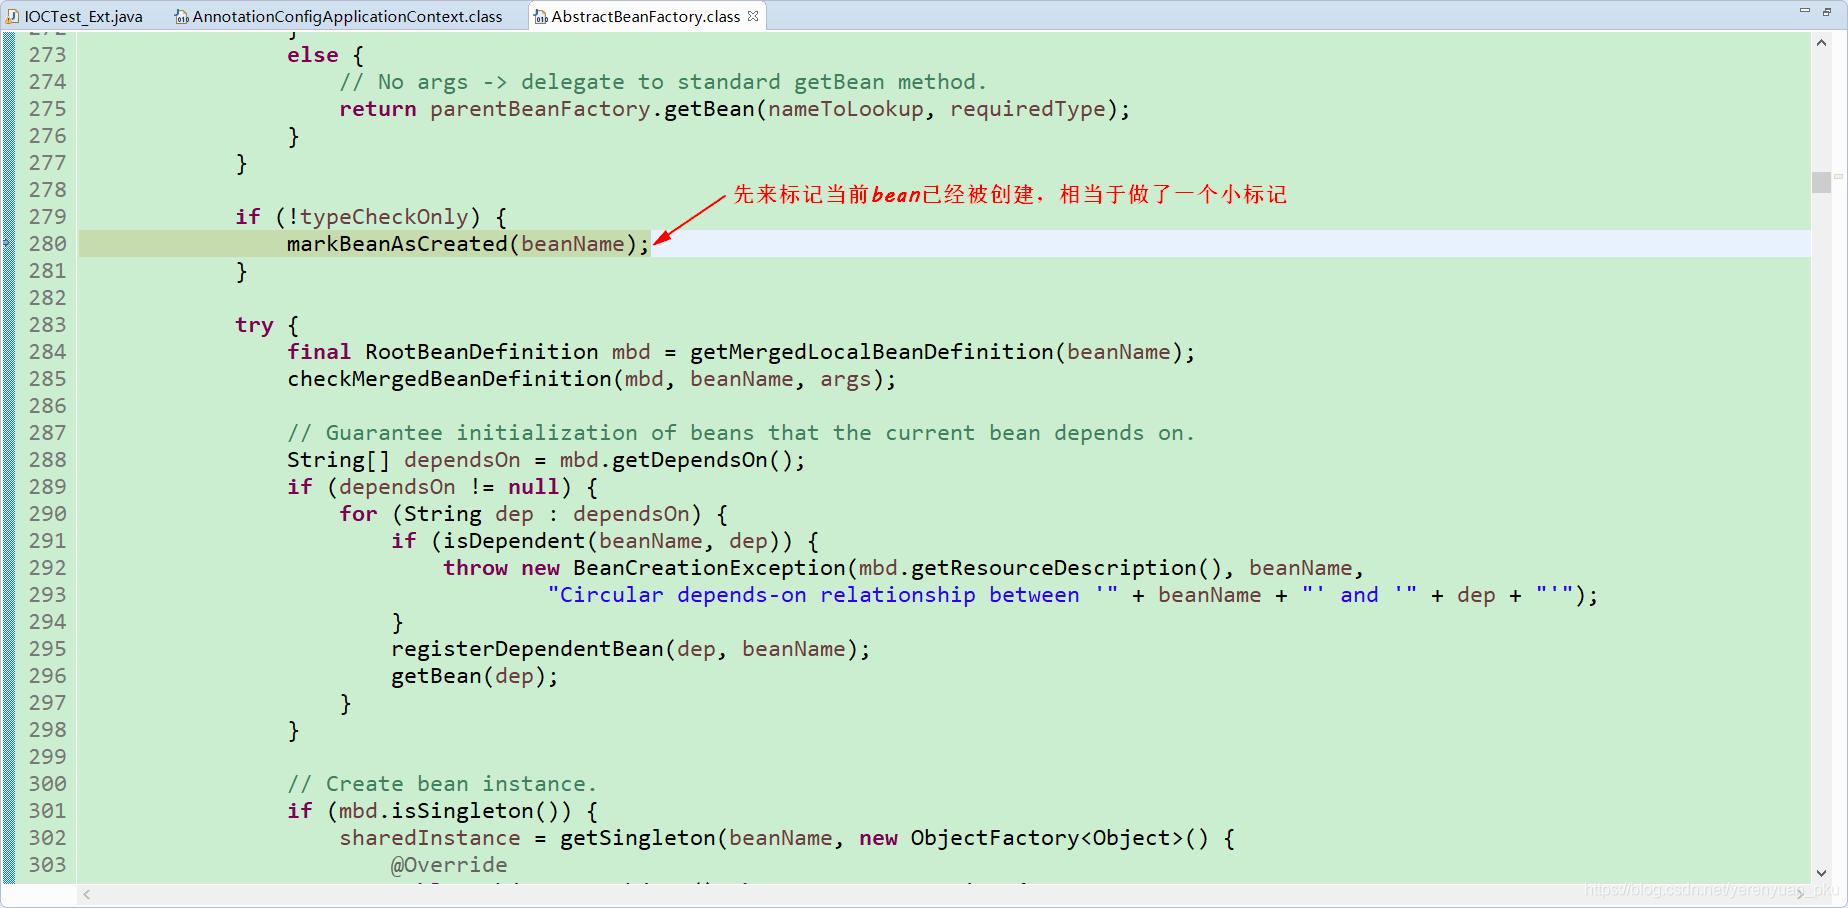 IOCTest_Ext.java AnnotationConfigApplicationContext.class AbstractBeanFactory.class
273 else {
274 // No args -> delegate to standard getBean method.
275 return parentBeanFactory.getBean(nameToLookup, requiredType);
276 }
277 }
278
先来标记当前bean已经被创建，相当于做了一个小标记
279 if (!typeCheckOnly) {
280 markBeanAsCreated(beanName);
281 }
282
283 try {
284 final RootBeanDefinition mbd = getMergedLocalBeanDefinition(beanName);
285 checkMergedBeanDefinition(mbd, beanName, args);
286
287 // Guarantee initialization of beans that the current bean depends on.
288 String[] dependsOn = mbd.getDependsOn();
289 if (dependsOn != null) {
290 for (String dep : dependsOn) {
291 if (isDependent(beanName, dep)) {
292 throw new BeanCreationException(mbd.getResourceDescription(), beanName,
293 "Circular depends-on relationship between '" + beanName + "' and '" + dep + "'");
294 }
295 registerDependentBean(dep, beanName);
296 getBean(dep);
297 }
298 }
299
300 // Create bean instance.
301 if (mbd.isSingleton()) {
302 sharedInstance = getSingleton(beanName, new ObjectFactory<Object>() {
303 @Override
https://blog.csdn.net/yerenyuan_pku